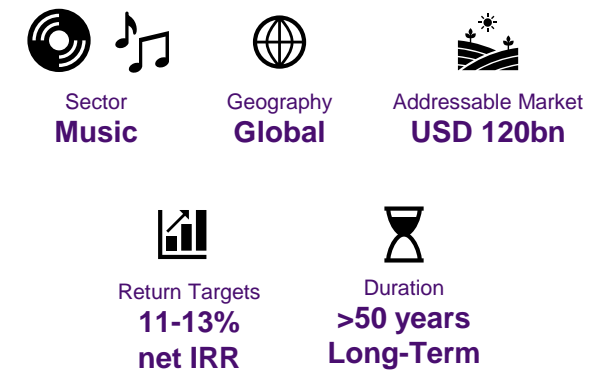 Sector
Music
Geography
Global
Addressable Market
USD 120bn
Return Targets
11-13%
net IRR
Duration
>50 years
Long-Term